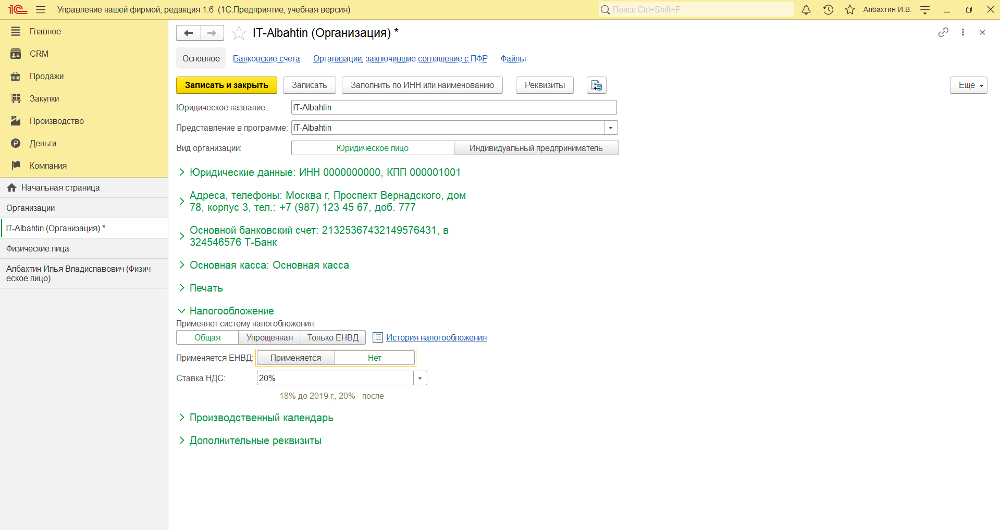 1С Управление нашей фирмой, редакция 1.6 (1С:Предприятие, учебная версия)
Поиск Ctrl+Shift+F
Албахтин И.В.
Главное
CRM
Продажи
Закупки
Производство
Деньги
Компания
Начальная страница
Организации
IT-Albahtin (Организация) *
Физические лица
Албахтин Илья Владиславович (Физич
еское лицо)
IT-Albahtin (Организация) *
Основное Банковские счета Организации, заключившие соглашение с ПФР Файлы
Записать и закрыть Записать Заполнить по ИНН или наименованию Реквизиты Еще
Юридическое название: IT-Albahtin
Представление в программе: IT-Albahtin
Вид организации: Юридическое лицо Индивидуальный предприниматель
Юридические данные: ИНН 0000000000, КПП 000001001
Адреса, телефоны: Москва г, Проспект Вернадского, дом
78, корпус 3, тел.: +7 (987) 123 45 67, доб. 777
Основной банковский счет: 21325367432149576431, в
324546576 Т-Банк
Основная касса: Основная касса
Печать
Налогообложение
Применяет систему налогобложения:
Общая Упрощенная Только ЕНВД История налогообложения
Применяется ЕНВД: Применяется Нет
Ставка НДС: 20%
18% до 2019 г., 20% - после
Производственный календарь
Дополнительные реквизиты